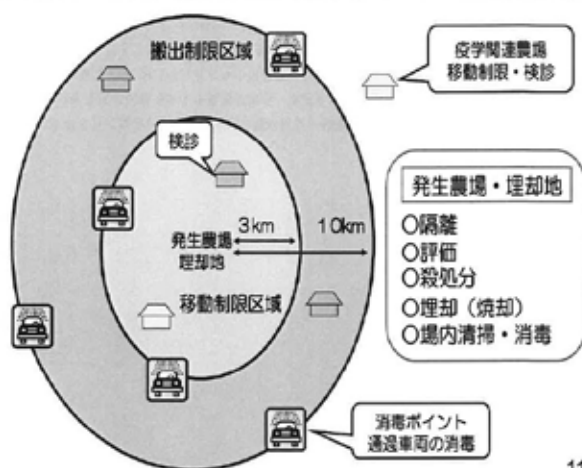 搬出制限区域
疫学関連農場
移動制限・検診
検診
発生農場・埋却地
○隔離
○評価
○殺処分
○埋却（焼却）
○場内清掃・消毒
3km
10km
発生農場
埋却地
移動制限区域
消毒ポイント
通過車両の消毒
11